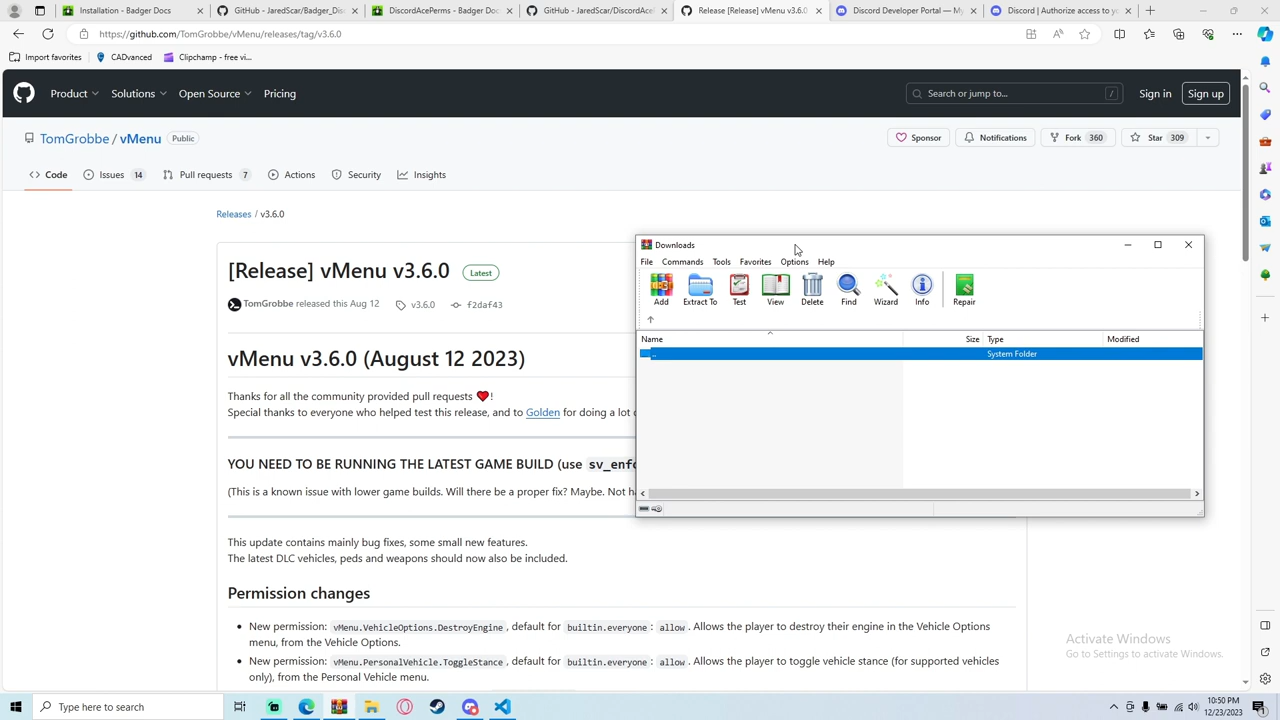 Installation - Badger Docs
GitHub - JaredScar/Badger_Disc
DiscordAcePerms - Badger Doc
GitHub - JaredScar/DiscordAce
Release [Release] vMenu v3.6.0
Discord Developer Portal — My
Discord | Authorize access to yo
https://github.com/TomGrobbe/vMenu/releases/tag/v3.6.0
Import favorites
CADvanced
Clipchamp - free vi...
Product
Solutions
Open Source
Pricing
Search or jump to...
/
Sign in
Sign up
TomGrobbe / vMenu
Public
Sponsor
Notifications
Fork 360
Star 309
Code
Issues 14
Pull requests 7
Actions
Security
Insights
Releases / v3.6.0
[Release] vMenu v3.6.0
Latest
TomGrobbe released this Aug 12
v3.6.0
f2daf43
vMenu v3.6.0 (August 12 2023)
Thanks for all the community provided pull requests ❤️!
Special thanks to everyone who helped test this release, and to Golden for doing a lot
YOU NEED TO BE RUNNING THE LATEST GAME BUILD (use sv_enfo
(This is a known issue with lower game builds. Will there be a proper fix? Maybe. Not h
This update contains mainly bug fixes, some small new features.
The latest DLC vehicles, peds and weapons should now also be included.
Permission changes
• New permission: vMenu.VehicleOptions.DestroyEngine, default for builtin.everyone: allow. Allows the player to destroy their engine in the Vehicle Options
menu, from the Vehicle Options.
• New permission: vMenu.PersonalVehicle.ToggleStance, default for builtin.everyone: allow. Allows the player to toggle vehicle stance (for supported vehicles
only), from the Personal Vehicle menu.
Downloads
File Commands Tools Favorites Options Help
Add
Extract To
Test
View
Delete
Find
Wizard
Info
Repair
Name
Size
Type
Modified
..
System Folder
Activate Windows
Go to Settings to activate Windows.
Type here to search
10:50 PM
12/23/2023
1